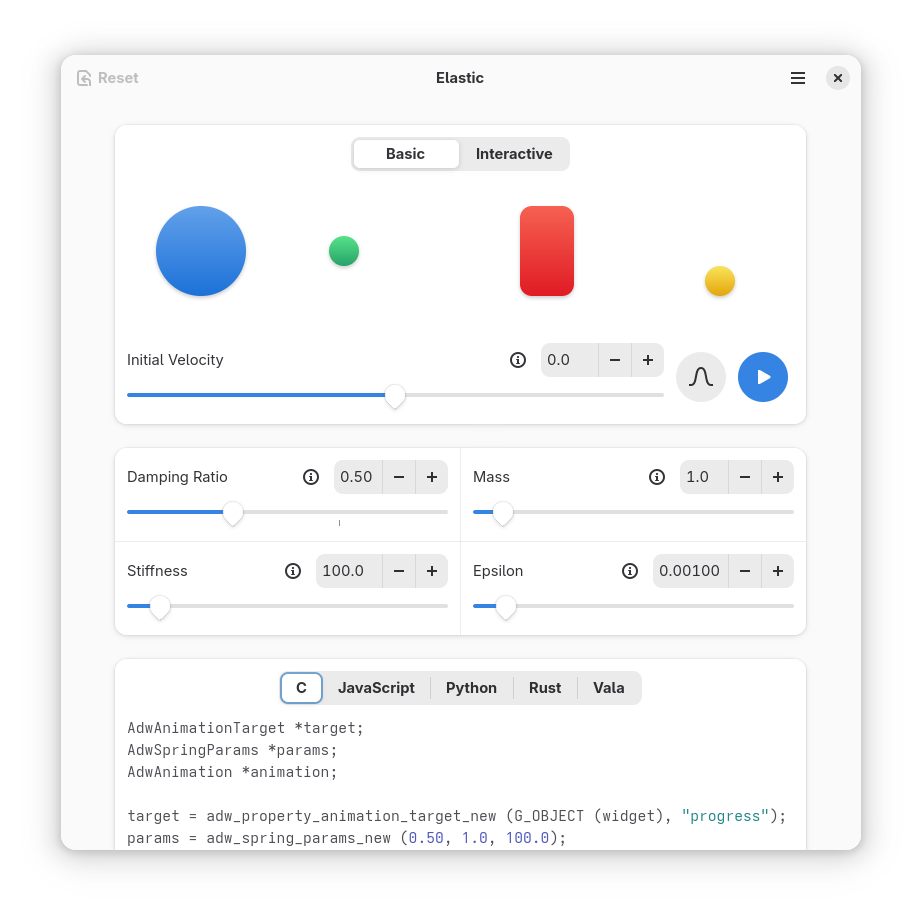 Reset
Elastic
Basic
Interactive
Initial Velocity
0.0
Damping Ratio
0.50
Mass
1.0
Stiffness
100.0
Epsilon
0.00100
C
JavaScript
Python
Rust
Vala
AdwAnimationTarget *target;
AdwSpringParams *params;
AdwAnimation *animation;
target = adw_property_animation_target_new (G_OBJECT (widget), "progress");
params = adw_spring_params_new (0.50, 1.0, 100.0);